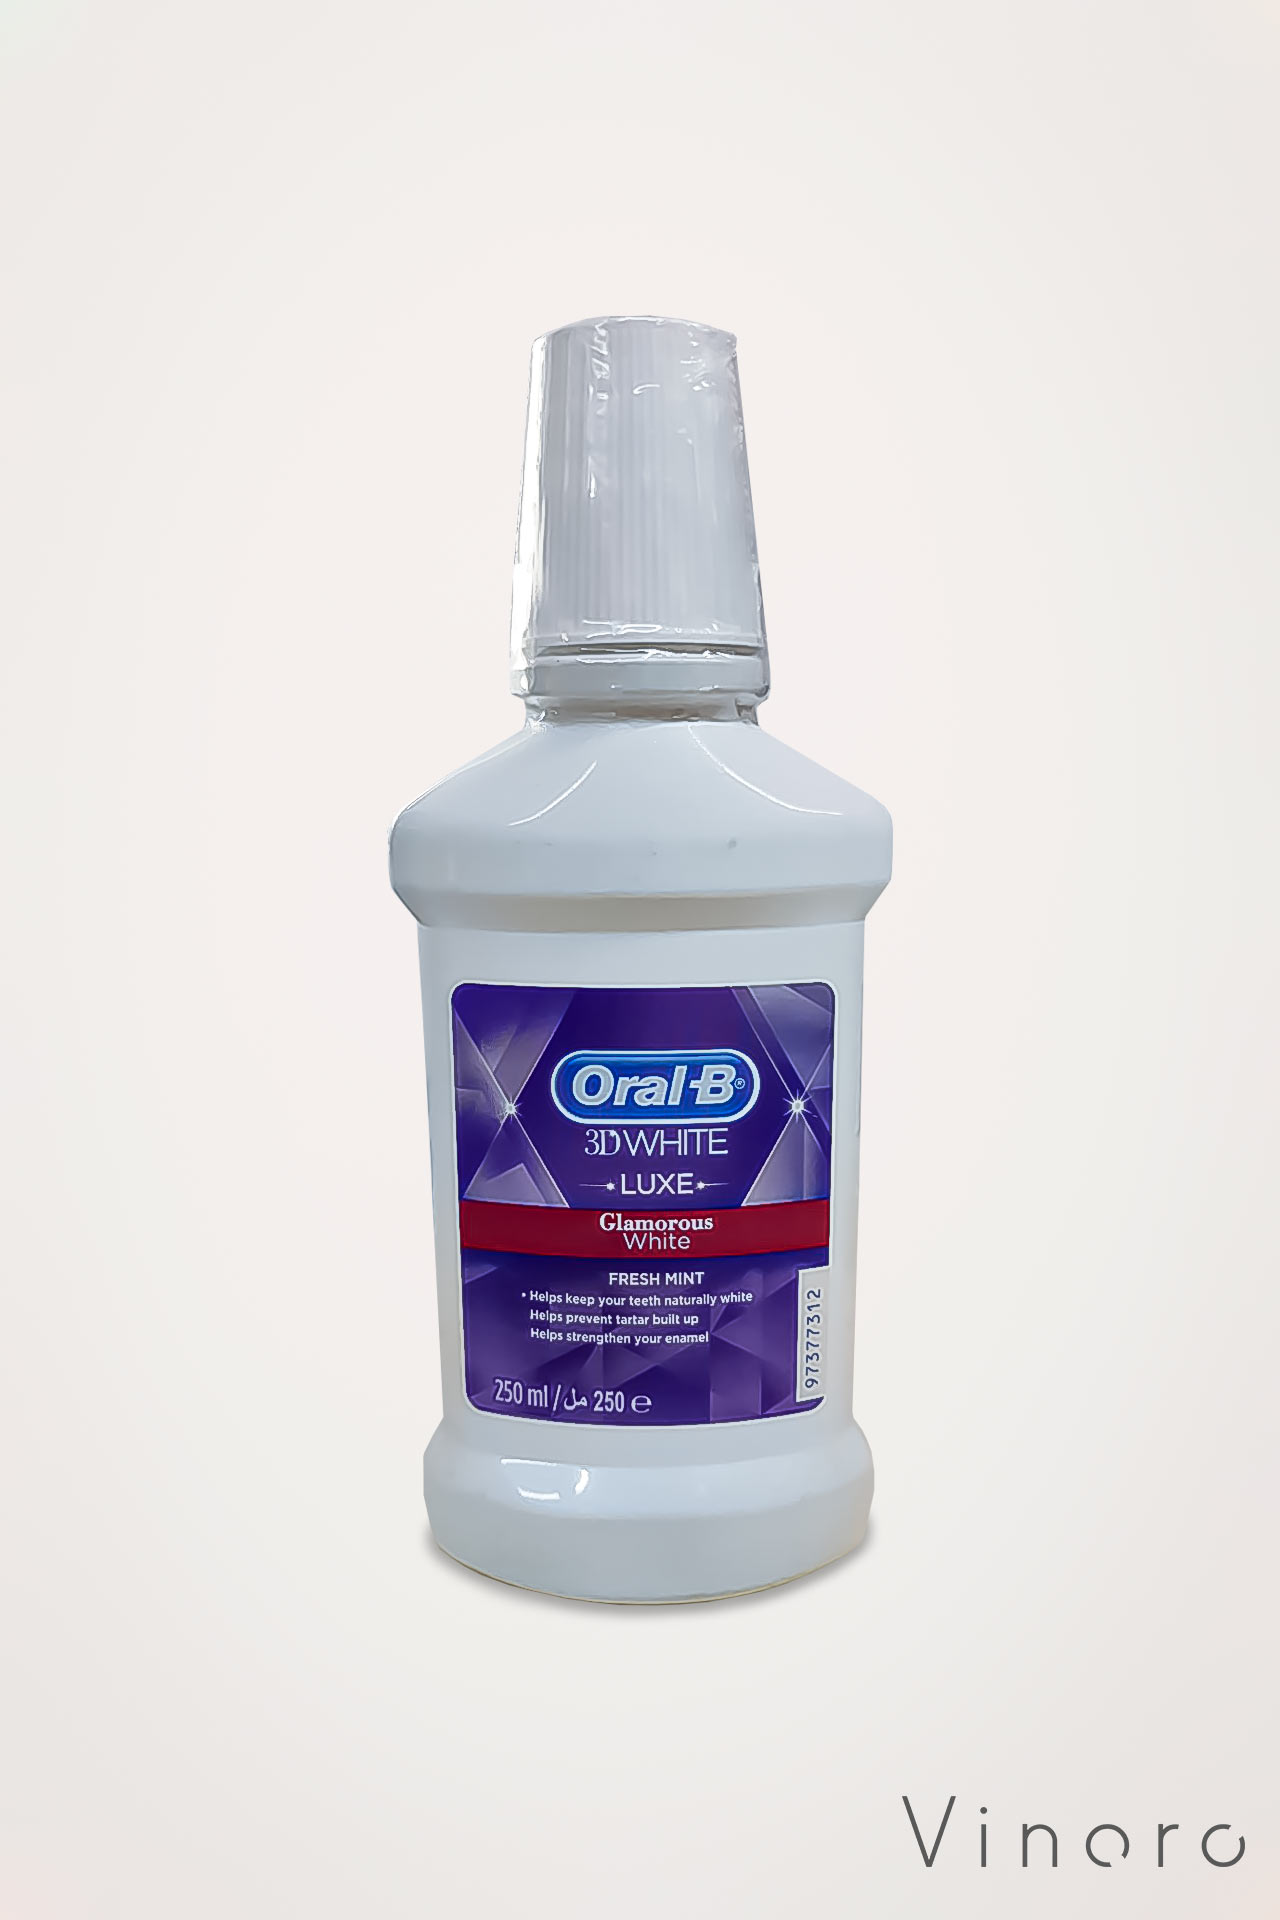 Oral-B®
3D WHITE
LUXE
Glamorous
White
FRESH MINT
• Helps keep your teeth naturally white
Helps prevent tartar built up
Helps strengthen your enamel
97377312
250 ml / مل 250 e
Vinoro